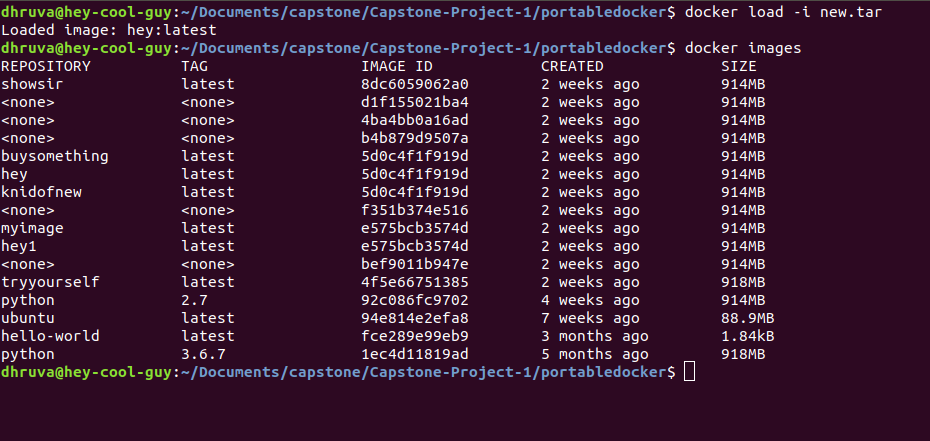 dhruva@hey-cool-guy:~/Documents/capstone/Capstone-Project-1/portabledocker$ docker load -i new.tar
Loaded image: hey:latest
dhruva@hey-cool-guy:~/Documents/capstone/Capstone-Project-1/portabledocker$ docker images
REPOSITORY TAG IMAGE ID CREATED SIZE
showsir latest 8dc6059062a0 2 weeks ago 914MB
<none> <none> d1f155021ba4 2 weeks ago 914MB
<none> <none> 4ba4bb0a16ad 2 weeks ago 914MB
<none> <none> b4b879d9507a 2 weeks ago 914MB
buysomething latest 5d0c4f1f919d 2 weeks ago 914MB
hey latest 5d0c4f1f919d 2 weeks ago 914MB
knidofnew latest 5d0c4f1f919d 2 weeks ago 914MB
<none> <none> f351b374e516 2 weeks ago 914MB
myimage latest e575bcb3574d 2 weeks ago 914MB
hey1 latest e575bcb3574d 2 weeks ago 914MB
<none> <none> bef9011b947e 2 weeks ago 914MB
tryyourself latest 4f5e66751385 2 weeks ago 918MB
python 2.7 92c086fc9702 4 weeks ago 914MB
ubuntu latest 94e814e2efa8 7 weeks ago 88.9MB
hello-world latest fce289e99eb9 3 months ago 1.84kB
python 3.6.7 1ec4d11819ad 5 months ago 918MB
dhruva@hey-cool-guy:~/Documents/capstone/Capstone-Project-1/portabledocker$